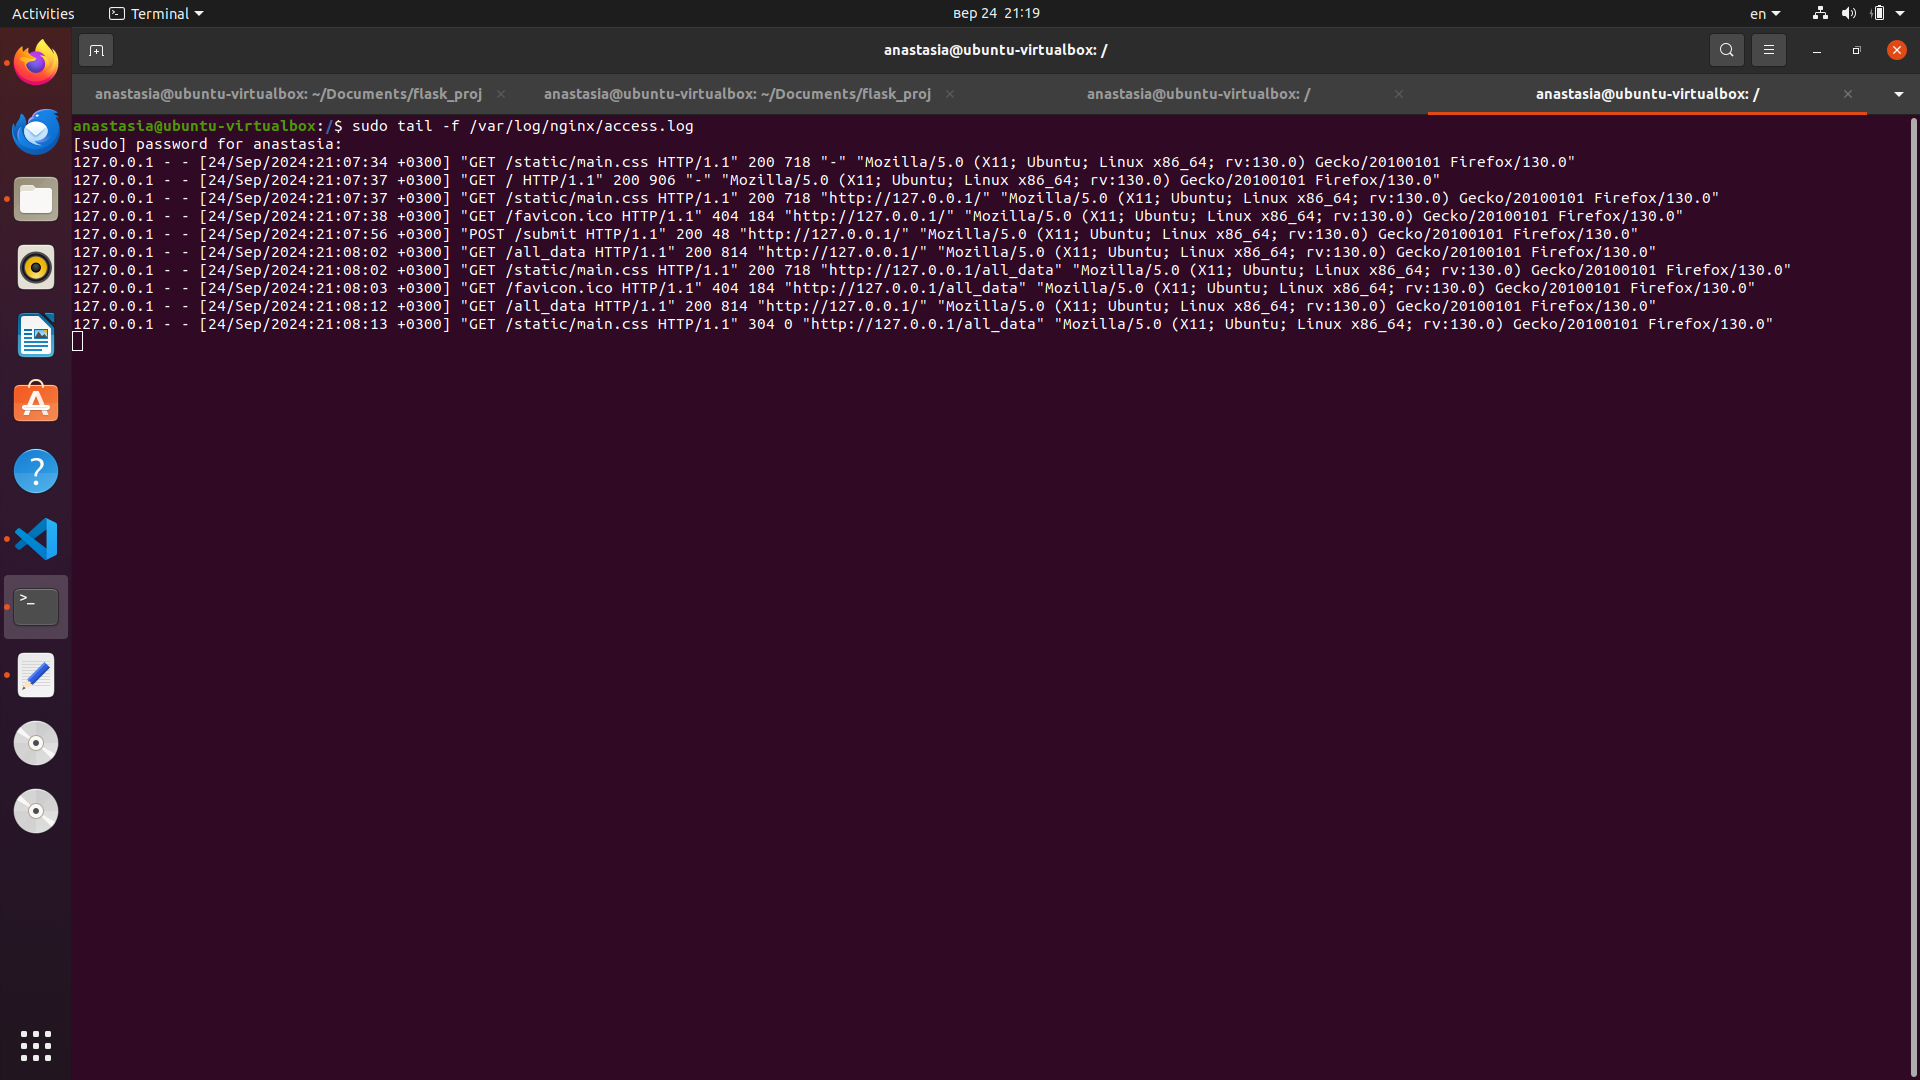 Activities
Terminal
вер 24 21:19
en
anastasia@ubuntu-virtualbox: /
anastasia@ubuntu-virtualbox: ~/Documents/flask_proj
anastasia@ubuntu-virtualbox: ~/Documents/flask_proj
anastasia@ubuntu-virtualbox: /
anastasia@ubuntu-virtualbox: /
anastasia@ubuntu-virtualbox:/$ sudo tail -f /var/log/nginx/access.log
[sudo] password for anastasia:
127.0.0.1 - - [24/Sep/2024:21:07:34 +0300] "GET /static/main.css HTTP/1.1" 200 718 "-" "Mozilla/5.0 (X11; Ubuntu; Linux x86_64; rv:130.0) Gecko/20100101 Firefox/130.0"
127.0.0.1 - - [24/Sep/2024:21:07:37 +0300] "GET / HTTP/1.1" 200 906 "-" "Mozilla/5.0 (X11; Ubuntu; Linux x86_64; rv:130.0) Gecko/20100101 Firefox/130.0"
127.0.0.1 - - [24/Sep/2024:21:07:37 +0300] "GET /static/main.css HTTP/1.1" 200 718 "http://127.0.0.1/" "Mozilla/5.0 (X11; Ubuntu; Linux x86_64; rv:130.0) Gecko/20100101 Firefox/130.0"
127.0.0.1 - - [24/Sep/2024:21:07:38 +0300] "GET /favicon.ico HTTP/1.1" 404 184 "http://127.0.0.1/" "Mozilla/5.0 (X11; Ubuntu; Linux x86_64; rv:130.0) Gecko/20100101 Firefox/130.0"
127.0.0.1 - - [24/Sep/2024:21:07:56 +0300] "POST /submit HTTP/1.1" 200 48 "http://127.0.0.1/" "Mozilla/5.0 (X11; Ubuntu; Linux x86_64; rv:130.0) Gecko/20100101 Firefox/130.0"
127.0.0.1 - - [24/Sep/2024:21:08:02 +0300] "GET /all_data HTTP/1.1" 200 814 "http://127.0.0.1/" "Mozilla/5.0 (X11; Ubuntu; Linux x86_64; rv:130.0) Gecko/20100101 Firefox/130.0"
127.0.0.1 - - [24/Sep/2024:21:08:02 +0300] "GET /static/main.css HTTP/1.1" 200 718 "http://127.0.0.1/all_data" "Mozilla/5.0 (X11; Ubuntu; Linux x86_64; rv:130.0) Gecko/20100101 Firefox/130.0"
127.0.0.1 - - [24/Sep/2024:21:08:03 +0300] "GET /favicon.ico HTTP/1.1" 404 184 "http://127.0.0.1/all_data" "Mozilla/5.0 (X11; Ubuntu; Linux x86_64; rv:130.0) Gecko/20100101 Firefox/130.0"
127.0.0.1 - - [24/Sep/2024:21:08:12 +0300] "GET /all_data HTTP/1.1" 200 814 "http://127.0.0.1/" "Mozilla/5.0 (X11; Ubuntu; Linux x86_64; rv:130.0) Gecko/20100101 Firefox/130.0"
127.0.0.1 - - [24/Sep/2024:21:08:13 +0300] "GET /static/main.css HTTP/1.1" 304 0 "http://127.0.0.1/all_data" "Mozilla/5.0 (X11; Ubuntu; Linux x86_64; rv:130.0) Gecko/20100101 Firefox/130.0"